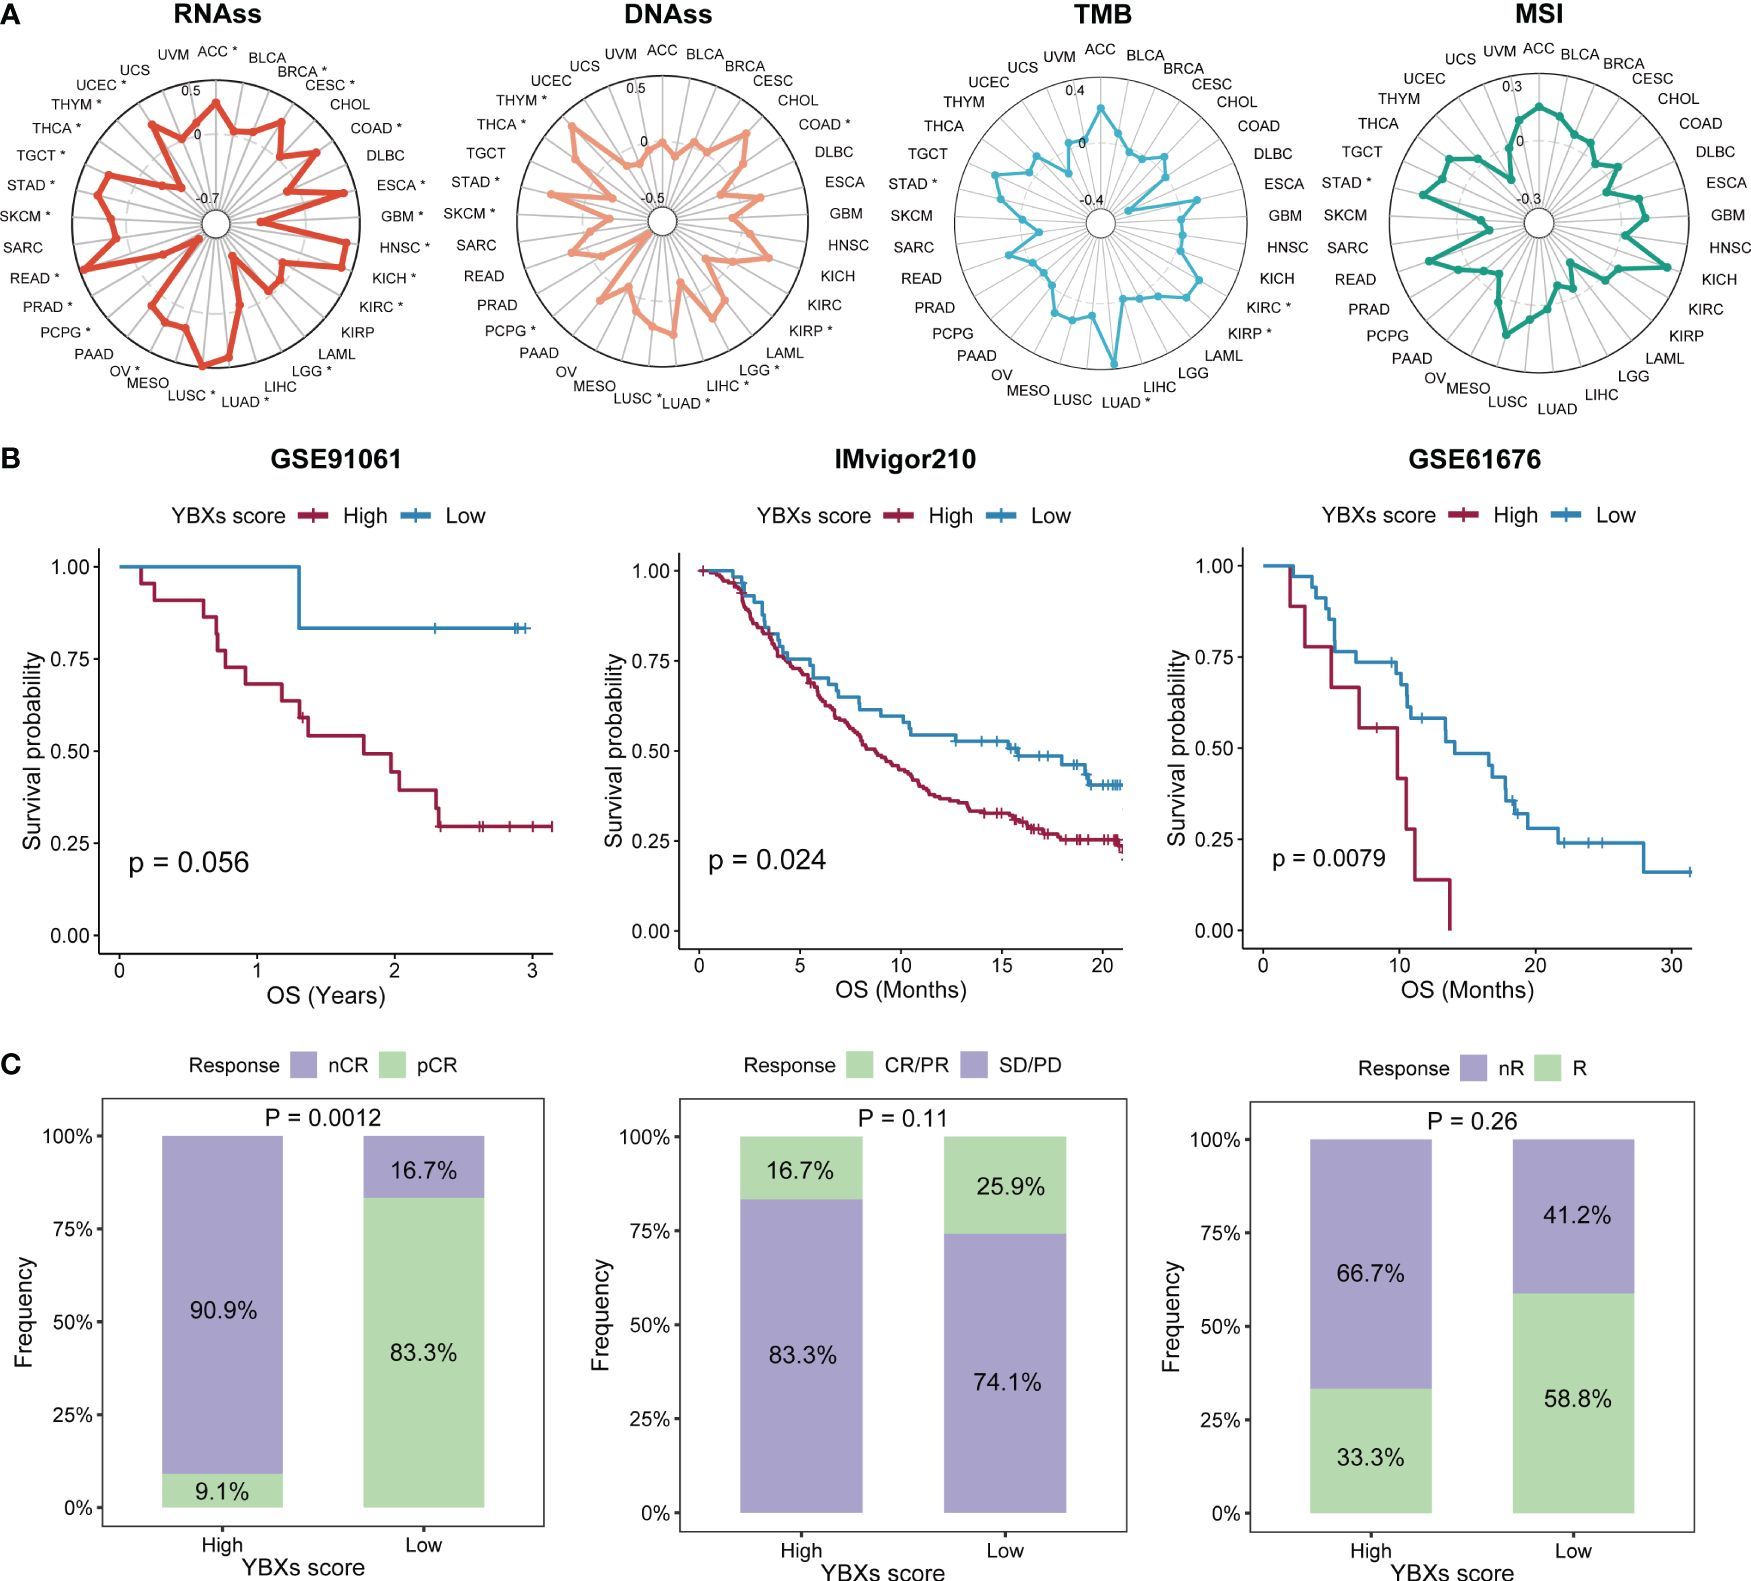 A
RNAss
DNAss
TMB
MSI
ACC *
BLCA
BRCA *
CESC *
CHOL
COAD *
DLBC
ESCA *
GBM *
HNSC *
KICH *
KIRC *
KIRP
LAML
LGG *
LIHC
LUAD *
LUSC *
MESO
OV *
PAAD
PCPG *
PRAD *
READ *
SARC
SKCM *
STAD *
TGCT *
THCA *
THYM *
UCEC *
UCS
UVM
0.5
0
-0.7
ACC
BLCA
BRCA
CESC
CHOL
COAD *
DLBC
ESCA
GBM
HNSC
KICH
KIRC
KIRP *
LAML
LGG *
LIHC *
LUAD *
LUSC *
MESO
OV
PAAD
PCPG *
PRAD
READ
SARC
SKCM *
STAD *
TGCT
THCA *
THYM *
UCEC
UCS
UVM
0.5
0
-0.5
ACC
BLCA
BRCA
CESC
CHOL
COAD
DLBC
ESCA
GBM
HNSC
KICH
KIRC *
KIRP *
LAML
LGG
LIHC
LUAD *
LUSC
MESO
OV
PAAD
PCPG
PRAD
READ
SARC
SKCM
STAD *
TGCT
THCA
THYM
UCEC
UCS
UVM
0.4
0
-0.4
ACC
BLCA
BRCA
CESC
CHOL
COAD
DLBC
ESCA
GBM
HNSC
KICH
KIRC
KIRP
LAML
LGG
LIHC
LUAD
LUSC
MESO
OV
PAAD
PCPG
PRAD
READ
SARC
SKCM
STAD *
TGCT
THCA
THYM
UCEC
UCS
UVM
0.3
0
-0.3
B
GSE91061
YBXs score High Low
Survival probability
1.00
0.75
0.50
0.25
0.00
p = 0.056
0 1 2 3
OS (Years)
IMvigor210
YBXs score High Low
Survival probability
1.00
0.75
0.50
0.25
0.00
p = 0.024
0 5 10 15 20
OS (Months)
GSE61676
YBXs score High Low
Survival probability
1.00
0.75
0.50
0.25
0.00
p = 0.0079
0 10 20 30
OS (Months)
C
Response nCR pCR
P = 0.0012
Frequency
100%
75%
50%
25%
0%
90.9%
9.1%
16.7%
83.3%
High Low
YBXs score
Response CR/PR SD/PD
P = 0.11
Frequency
100%
75%
50%
25%
0%
16.7%
83.3%
25.9%
74.1%
High Low
YBXs score
Response nR R
P = 0.26
Frequency
100%
75%
50%
25%
0%
66.7%
33.3%
41.2%
58.8%
High Low
YBXs score